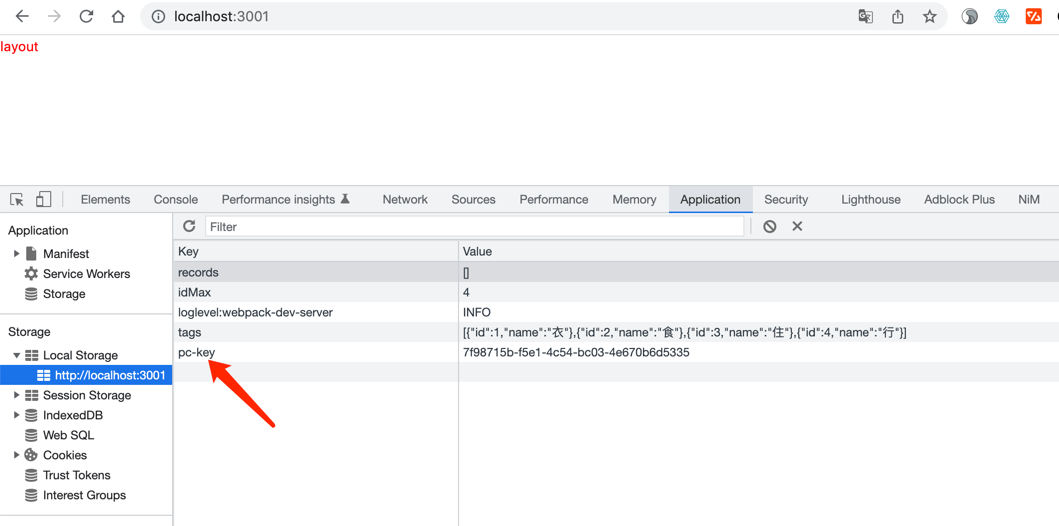 localhost:3001
layout
Elements Console Performance insights Network Sources Performance Memory Application Security Lighthouse Adblock Plus NiM
Application
Manifest
Service Workers
Storage
Storage
Local Storage
http://localhost:3001
Session Storage
IndexedDB
Web SQL
Cookies
Trust Tokens
Interest Groups
Filter
Key Value
records []
idMax 4
loglevel:webpack-dev-server INFO
tags [{"id":1,"name":"衣"},{"id":2,"name":"食"},{"id":3,"name":"住"},{"id":4,"name":"行"}]
pc-key 7f98715b-f5e1-4c54-bc03-4e670b6d5335